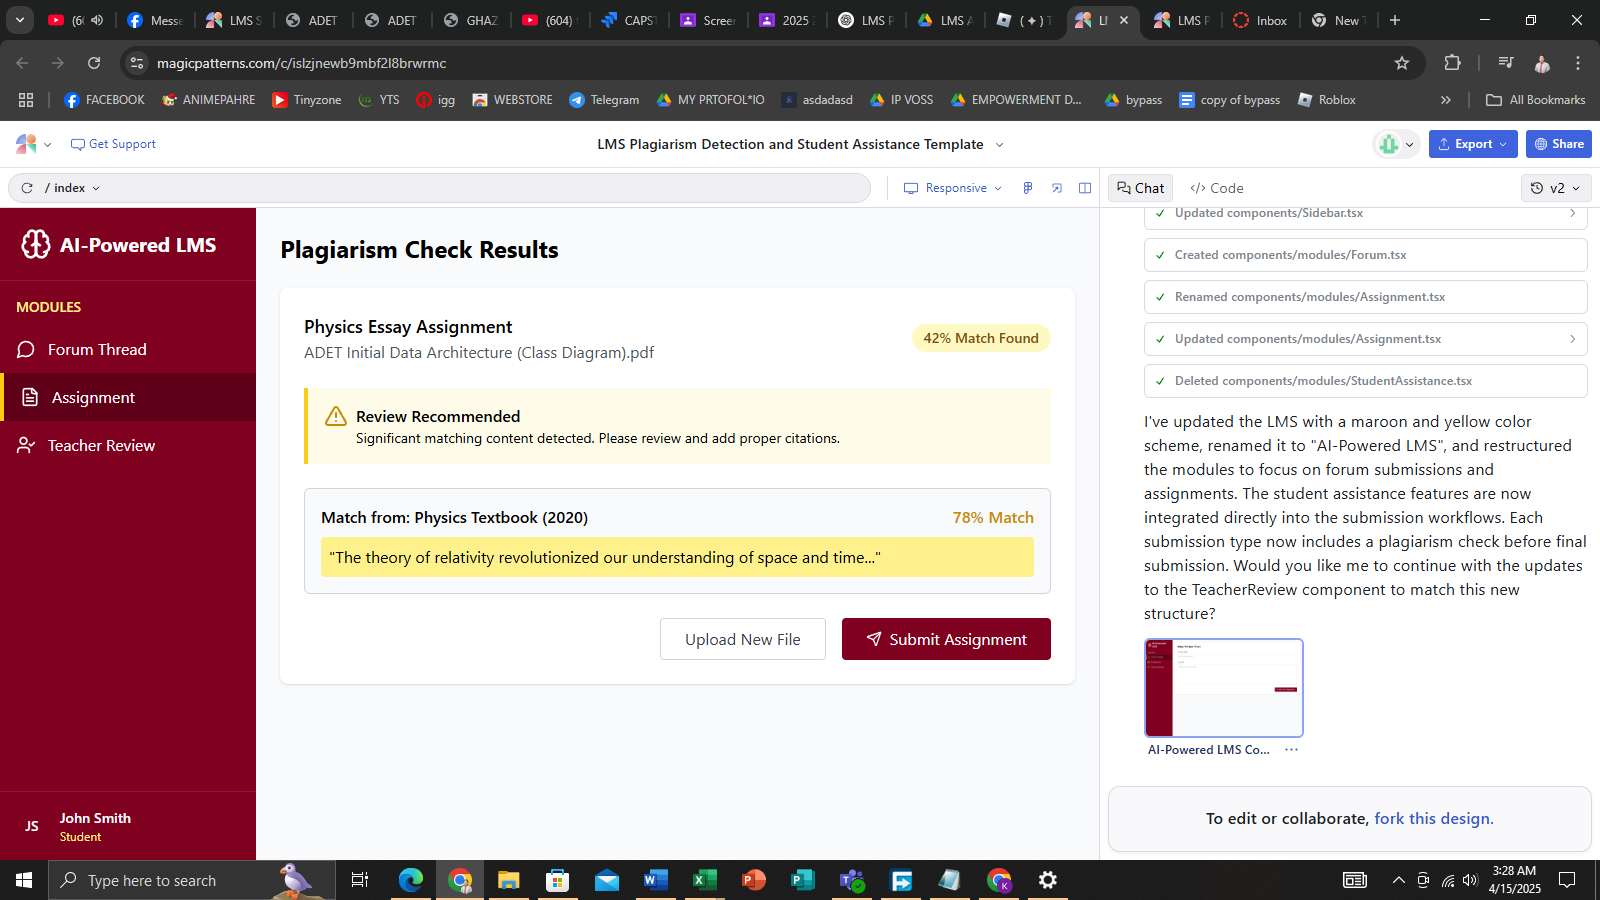 (60
Messe
LMS S
ADET
ADET
GHAZ
(604)
CAPST
Screen
2025
LMS P
LMS A
( ✦ ) T
LMS P
Inbox
New T
magicpatterns.com/c/islzjnewb9mbf2l8brwrmc
FACEBOOK
ANIMEPAHRE
Tinyzone
YTS
igg
WEBSTORE
Telegram
MY PRTOFOL*IO
asdadasd
IP VOSS
EMPOWERMENT D...
bypass
copy of bypass
Roblox
All Bookmarks
Get Support
LMS Plagiarism Detection and Student Assistance Template
Export
Share
/ index
Responsive
Chat
</> Code
v2
AI-Powered LMS
MODULES
Forum Thread
Assignment
Teacher Review
JS
John Smith
Student
Plagiarism Check Results
Physics Essay Assignment
ADET Initial Data Architecture (Class Diagram).pdf
42% Match Found
Review Recommended
Significant matching content detected. Please review and add proper citations.
Match from: Physics Textbook (2020)
78% Match
"The theory of relativity revolutionized our understanding of space and time..."
Upload New File
Submit Assignment
Updated components/Sidebar.tsx
Created components/modules/Forum.tsx
Renamed components/modules/Assignment.tsx
Updated components/modules/Assignment.tsx
Deleted components/modules/StudentAssistance.tsx
I've updated the LMS with a maroon and yellow color
scheme, renamed it to "AI-Powered LMS", and restructured
the modules to focus on forum submissions and
assignments. The student assistance features are now
integrated directly into the submission workflows. Each
submission type now includes a plagiarism check before final
submission. Would you like me to continue with the updates
to the TeacherReview component to match this new
structure?
AI-Powered LMS Co...
To edit or collaborate, fork this design.
Type here to search
3:28 AM
4/15/2025